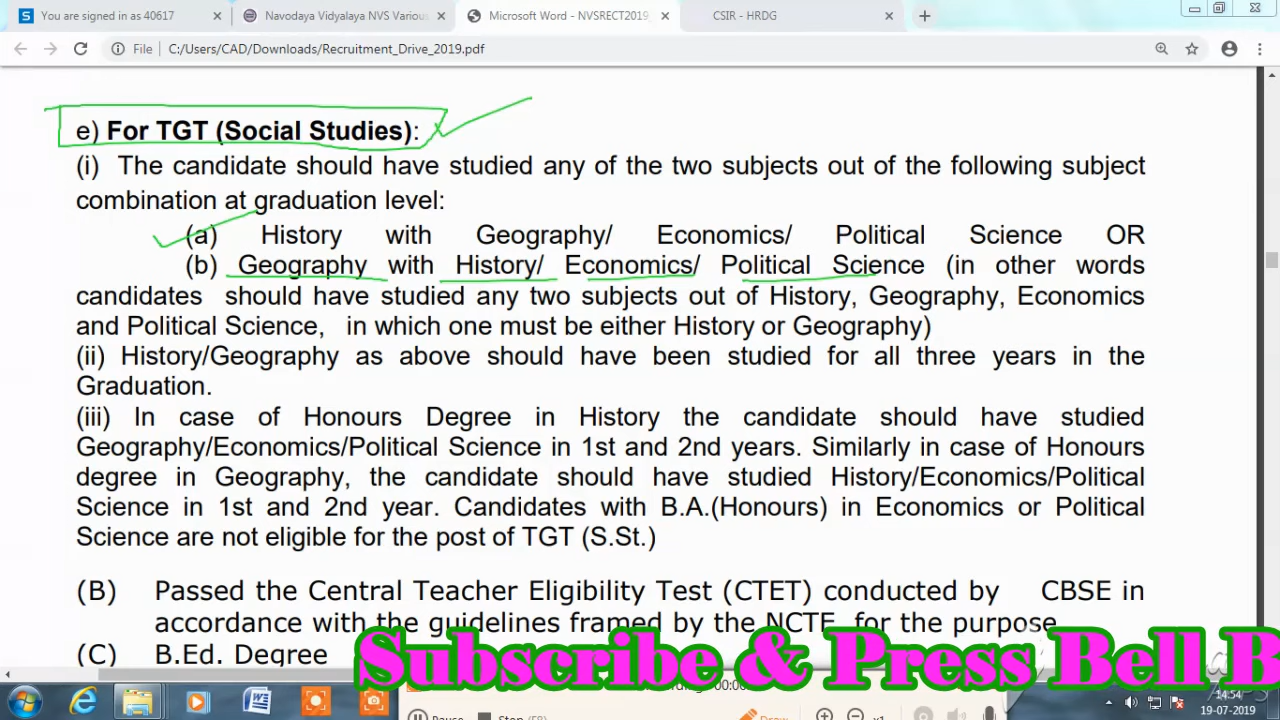 You are signed in as 40617
Navodaya Vidyalaya NVS Various
Microsoft Word - NVSRECT2019
CSIR - HRDG
File
C:/Users/CAD/Downloads/Recruitment_Drive_2019.pdf
e) For TGT (Social Studies):
(i) The candidate should have studied any of the two subjects out of the following subject
combination at graduation level:
(a) History with Geography/ Economics/ Political Science OR
(b) Geography with History/ Economics/ Political Science (in other words
candidates should have studied any two subjects out of History, Geography, Economics
and Political Science, in which one must be either History or Geography)
(ii) History/Geography as above should have been studied for all three years in the
Graduation.
(iii) In case of Honours Degree in History the candidate should have studied
Geography/Economics/Political Science in 1st and 2nd years. Similarly in case of Honours
degree in Geography, the candidate should have studied History/Economics/Political
Science in 1st and 2nd year. Candidates with B.A.(Honours) in Economics or Political
Science are not eligible for the post of TGT (S.St.)
(B) Passed the Central Teacher Eligibility Test (CTET) conducted by CBSE in
accordance with the guidelines framed by the NCTE for the purpose.
(C) B.Ed. Degree
Subscribe & Press Bell B
Pause
Stop (F8)
Draw
x1
14:54
19-07-2019